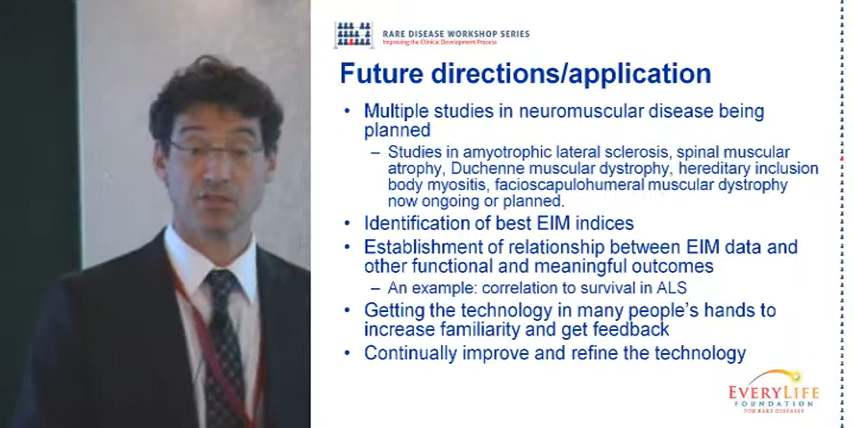 RARE DISEASE WORKSHOP SERIES
Improving the Clinical Development Process
Future directions/application
• Multiple studies in neuromuscular disease being
planned
– Studies in amyotrophic lateral sclerosis, spinal muscular
atrophy, Duchenne muscular dystrophy, hereditary inclusion
body myositis, facioscapulohumeral muscular dystrophy
now ongoing or planned.
• Identification of best EIM indices
• Establishment of relationship between EIM data and
other functional and meaningful outcomes
– An example: correlation to survival in ALS
• Getting the technology in many people's hands to
increase familiarity and get feedback
• Continually improve and refine the technology
EVERYLIFE
FOUNDATION
FOR RARE DISEASES